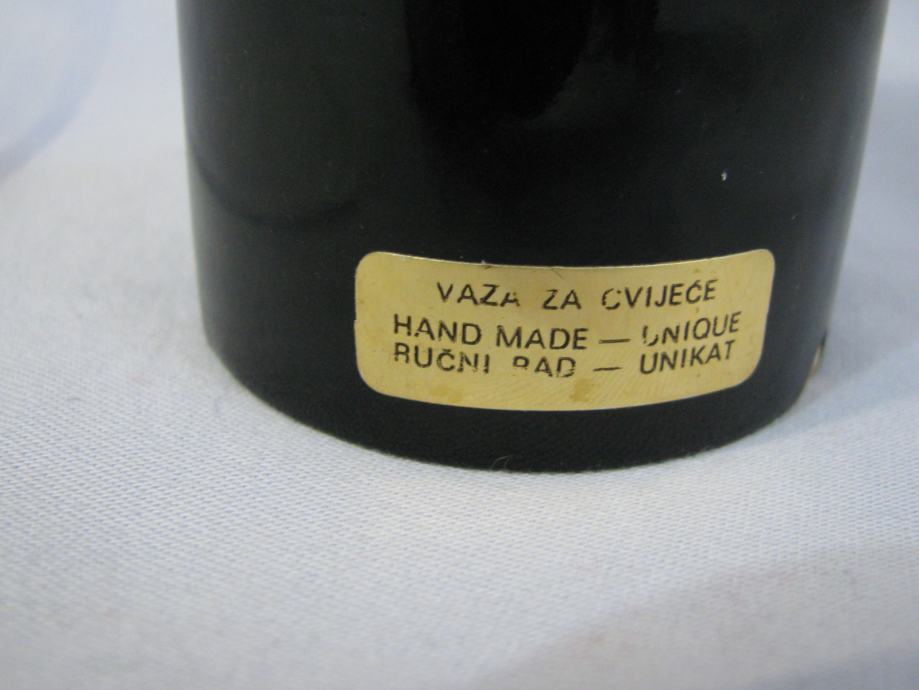 VAZA ZA CVIJEĆE
HAND MADE — UNIQUE
RUČNI RAD — UNIKAT